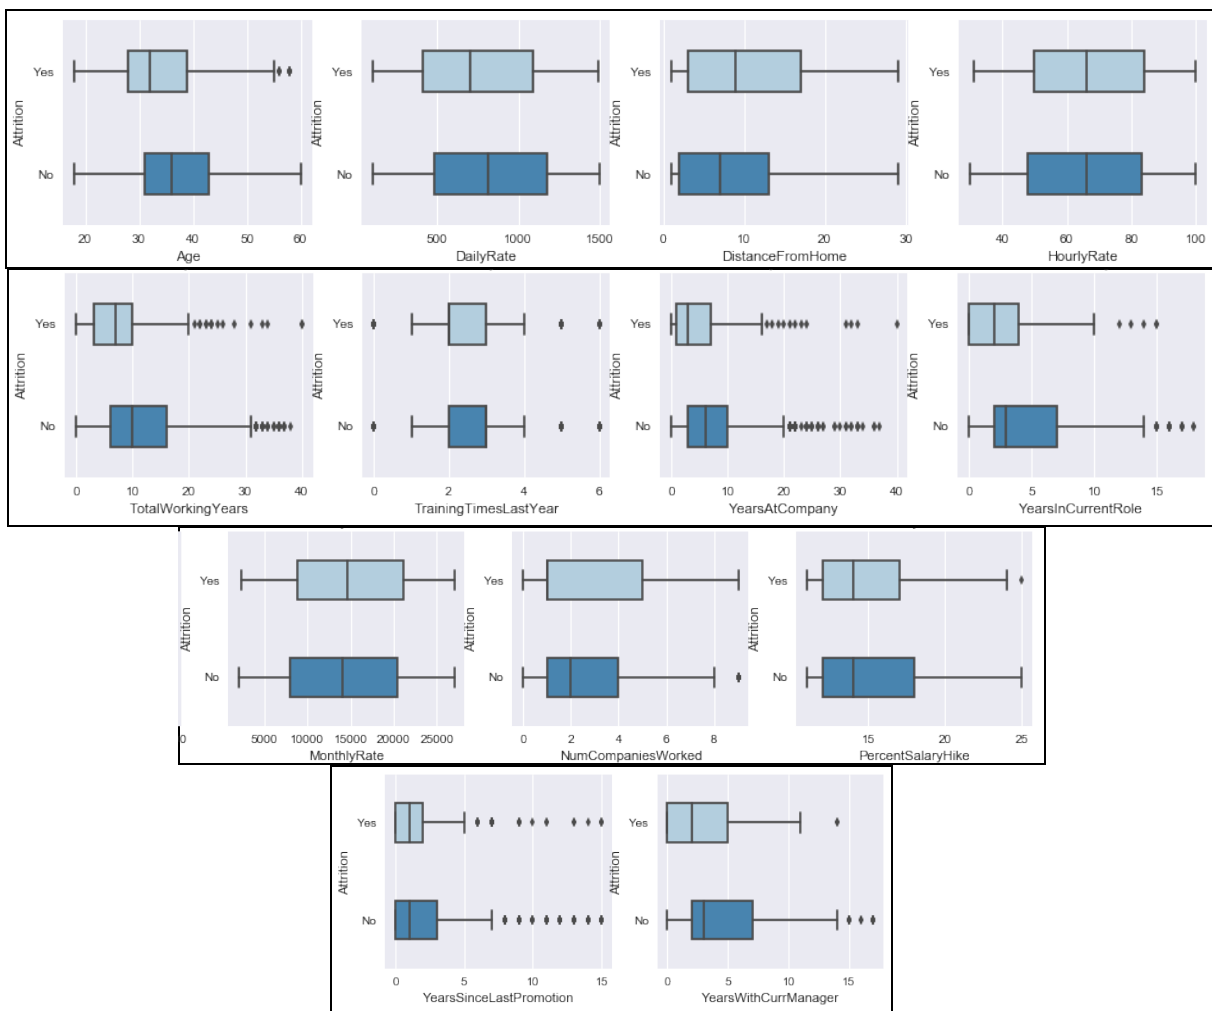 Yes
No
Attrition
20 30 40 50 60
Age
Attrition
500 1000 1500
DailyRate
Yes
No
Attrition
0 10 20 30
DistanceFromHome
Yes
No
Attrition
40 60 80 100
HourlyRate
Yes
No
Attrition
0 10 20 30 40
TotalWorkingYears
Yes
No
Attrition
0 2 4 6
TrainingTimesLastYear
Yes
No
Attrition
0 10 20 30 40
YearsAtCompany
Yes
No
Attrition
0 5 10 15
YearsInCurrentRole
Yes
No
Attrition
0 5000 10000 15000 20000 25000
MonthlyRate
Yes
No
Attrition
0 2 4 6 8
NumCompaniesWorked
Yes
No
Attrition
15 20 25
PercentSalaryHike
Yes
No
Attrition
0 5 10 15
YearsSinceLastPromotion
Yes
No
Attrition
0 5 10 15
YearsWithCurrManager
Yes
No